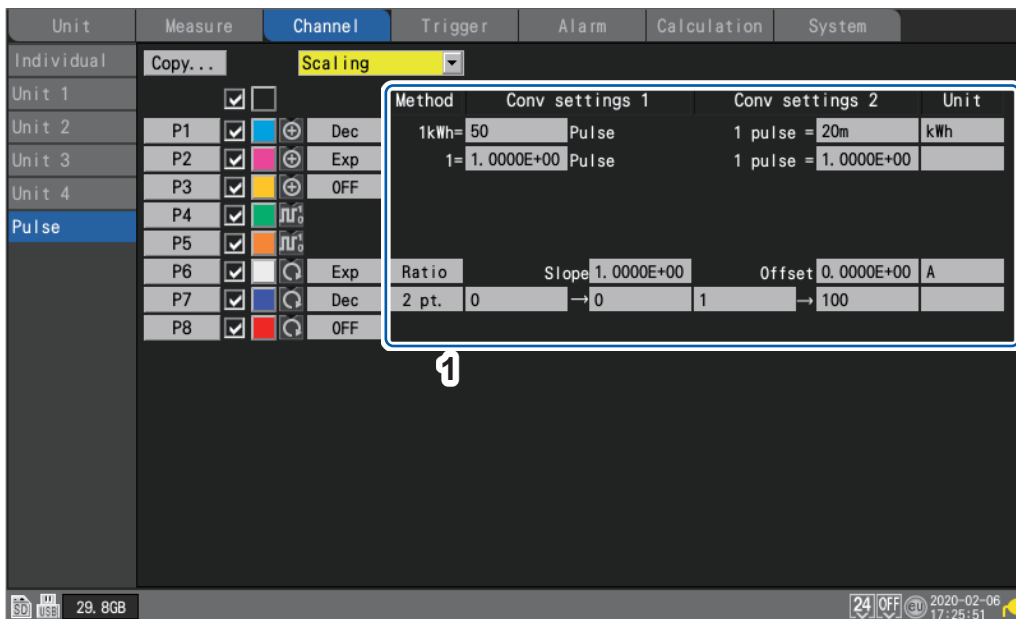 Unit Measure Channel Trigger Alarm Calculation System
Individual Copy... Scaling
Unit 1 Method Conv settings 1 Conv settings 2 Unit
Unit 2 P1 Dec 1kWh= 50 Pulse 1 pulse = 20m kWh
Unit 3 P2 Exp 1= 1.0000E+00 Pulse 1 pulse = 1.0000E+00
Unit 4 P3 OFF
Pulse P4
P5
P6 Exp Ratio Slope 1.0000E+00 Offset 0.0000E+00 A
P7 Dec 2 pt. 0 →0 1 → 100
P8 OFF
1
SD USB 29.8GB 24 OFF au 2020-02-06
17:25:51